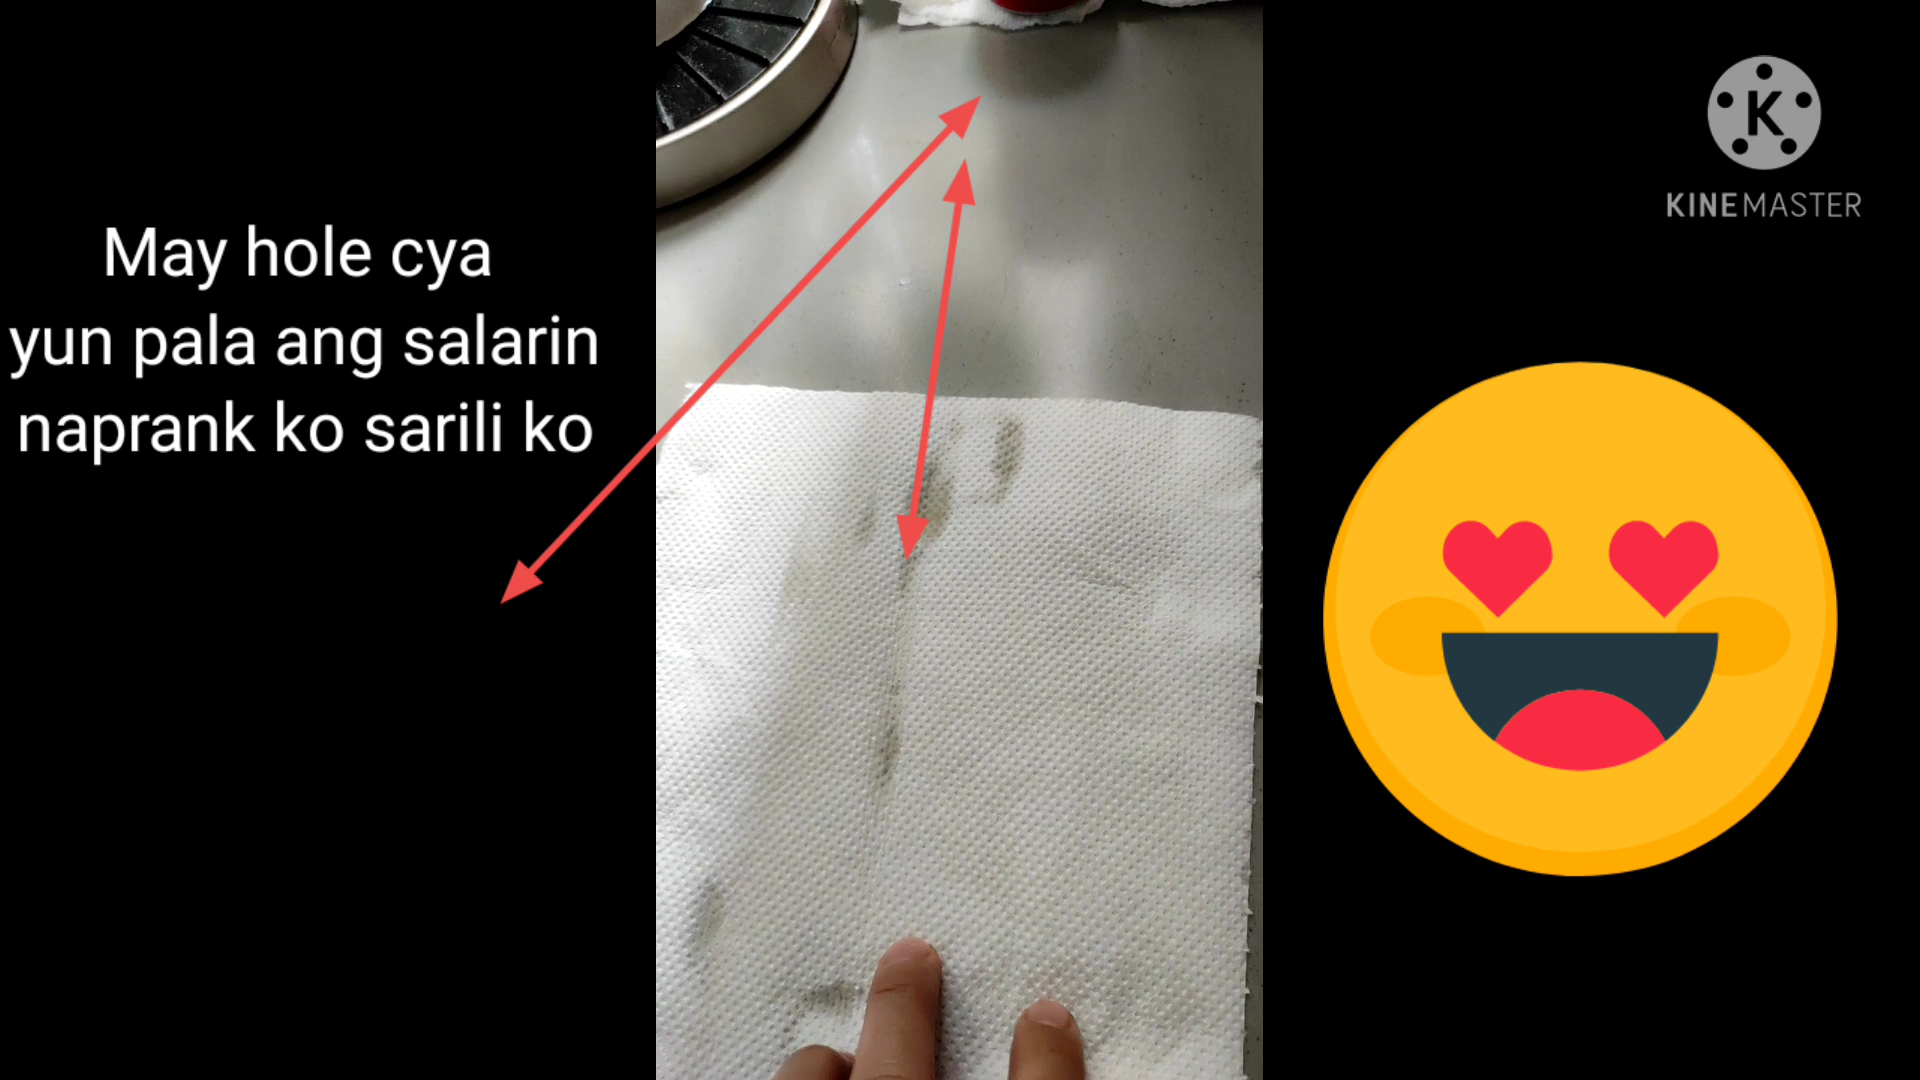 May hole cya
yun pala ang salarin
naprank ko sarili ko
K
KINEMASTER